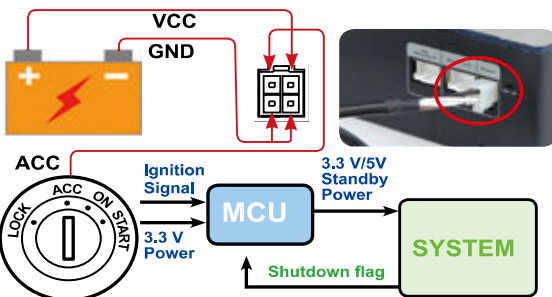 VCC
GND
+ −
ACC
LOCK
ACC
ON
START
Ignition
Signal
3.3 V
Power
MCU
3.3 V/5V
Standby
Power
SYSTEM
Shutdown flag